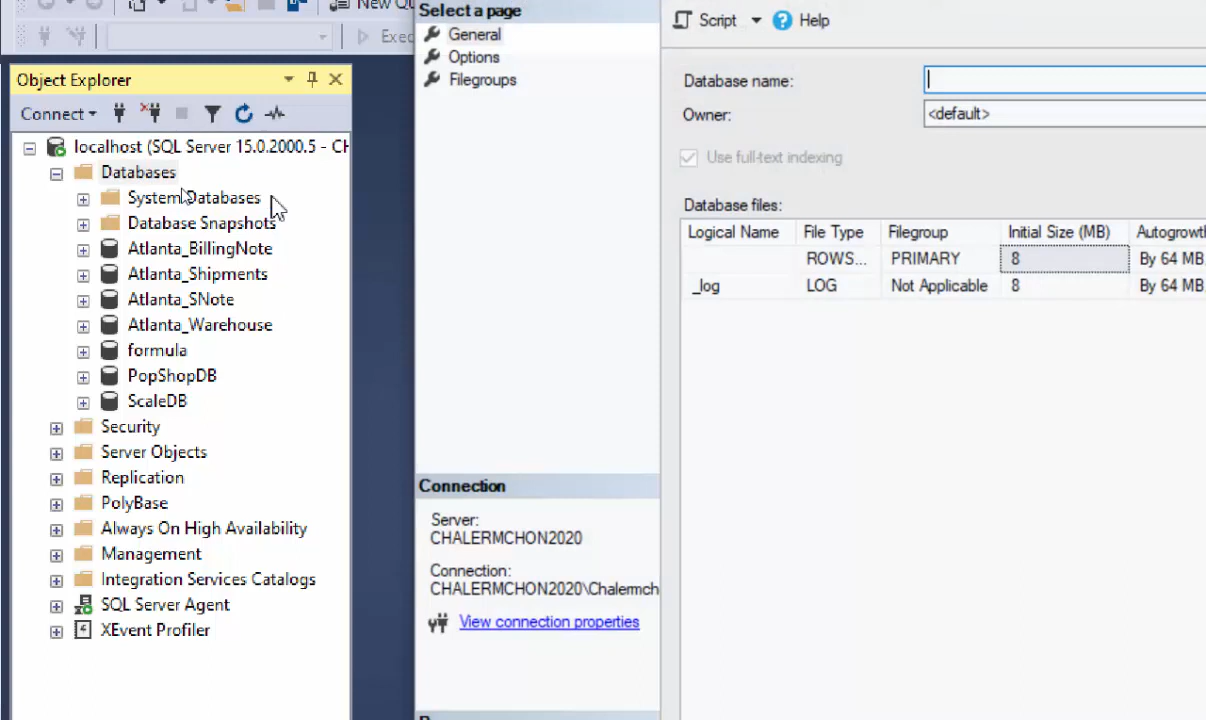 New Qu
Exec
Object Explorer
Connect
localhost (SQL Server 15.0.2000.5 - CH
Databases
System Databases
Database Snapshots
Atlanta_BillingNote
Atlanta_Shipments
Atlanta_SNote
Atlanta_Warehouse
formula
PopShopDB
ScaleDB
Security
Server Objects
Replication
PolyBase
Always On High Availability
Management
Integration Services Catalogs
SQL Server Agent
XEvent Profiler
Select a page
General
Options
Filegroups
Connection
Server:
CHALERMCHON2020
Connection:
CHALERMCHON2020\Chalermch
View connection properties
Script Help
Database name:
Owner: <default>
Use full-text indexing
Database files:
Logical Name File Type Filegroup Initial Size (MB) Autogrowth
ROWS... PRIMARY 8 By 64 MB
_log LOG Not Applicable 8 By 64 MB